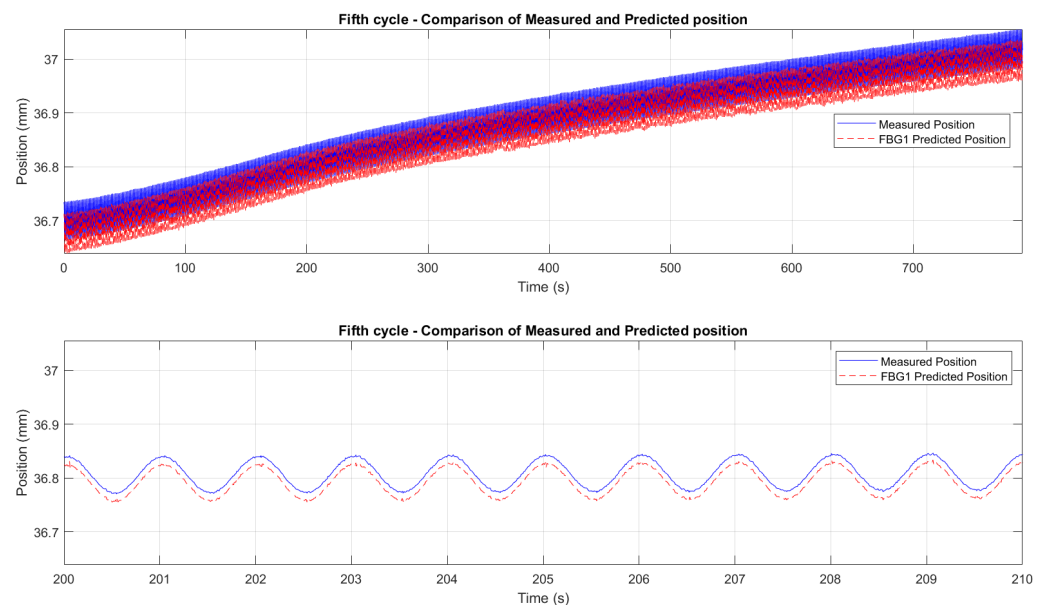 Fifth cycle - Comparison of Measured and Predicted position
Position (mm)
37
36.9
36.8
36.7
Measured Position
FBG1 Predicted Position
0 100 200 300 400 500 600 700
Time (s)
Fifth cycle - Comparison of Measured and Predicted position
Position (mm)
37
36.9
36.8
36.7
Measured Position
FBG1 Predicted Position
200 201 202 203 204 205 206 207 208 209 210
Time (s)